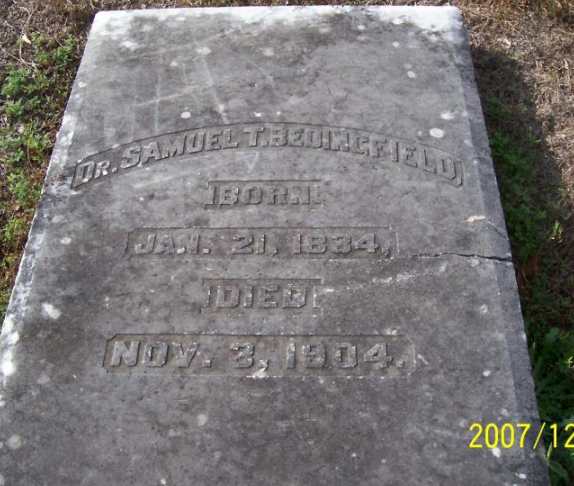 DR. SAMUEL T. BEDINGFIELD
BORN
JAN. 21, 1834,
DIED
NOV. 3, 1904.
2007/12